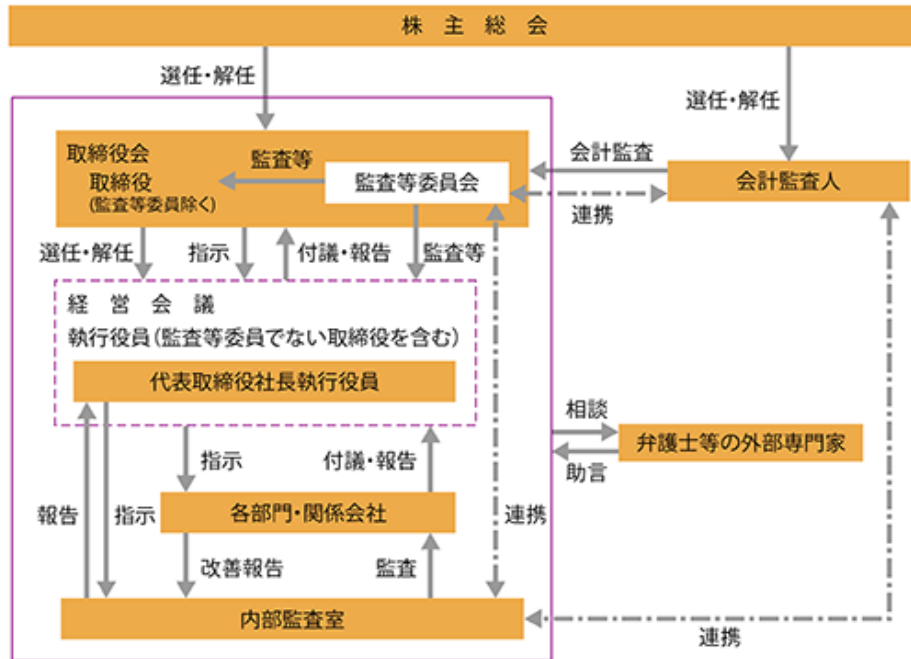 株主総会
選任・解任
選任・解任
取締役会
取締役
(監査等委員除く)
監査等
監査等委員会
会計監査
会計監査人
連携
選任・解任
指示
付議・報告
監査等
経営会議
執行役員(監査等委員でない取締役を含む)
代表取締役社長執行役員
相談
弁護士等の外部専門家
助言
指示
付議・報告
報告
指示
各部門・関係会社
連携
改善報告
監査
内部監査室
連携